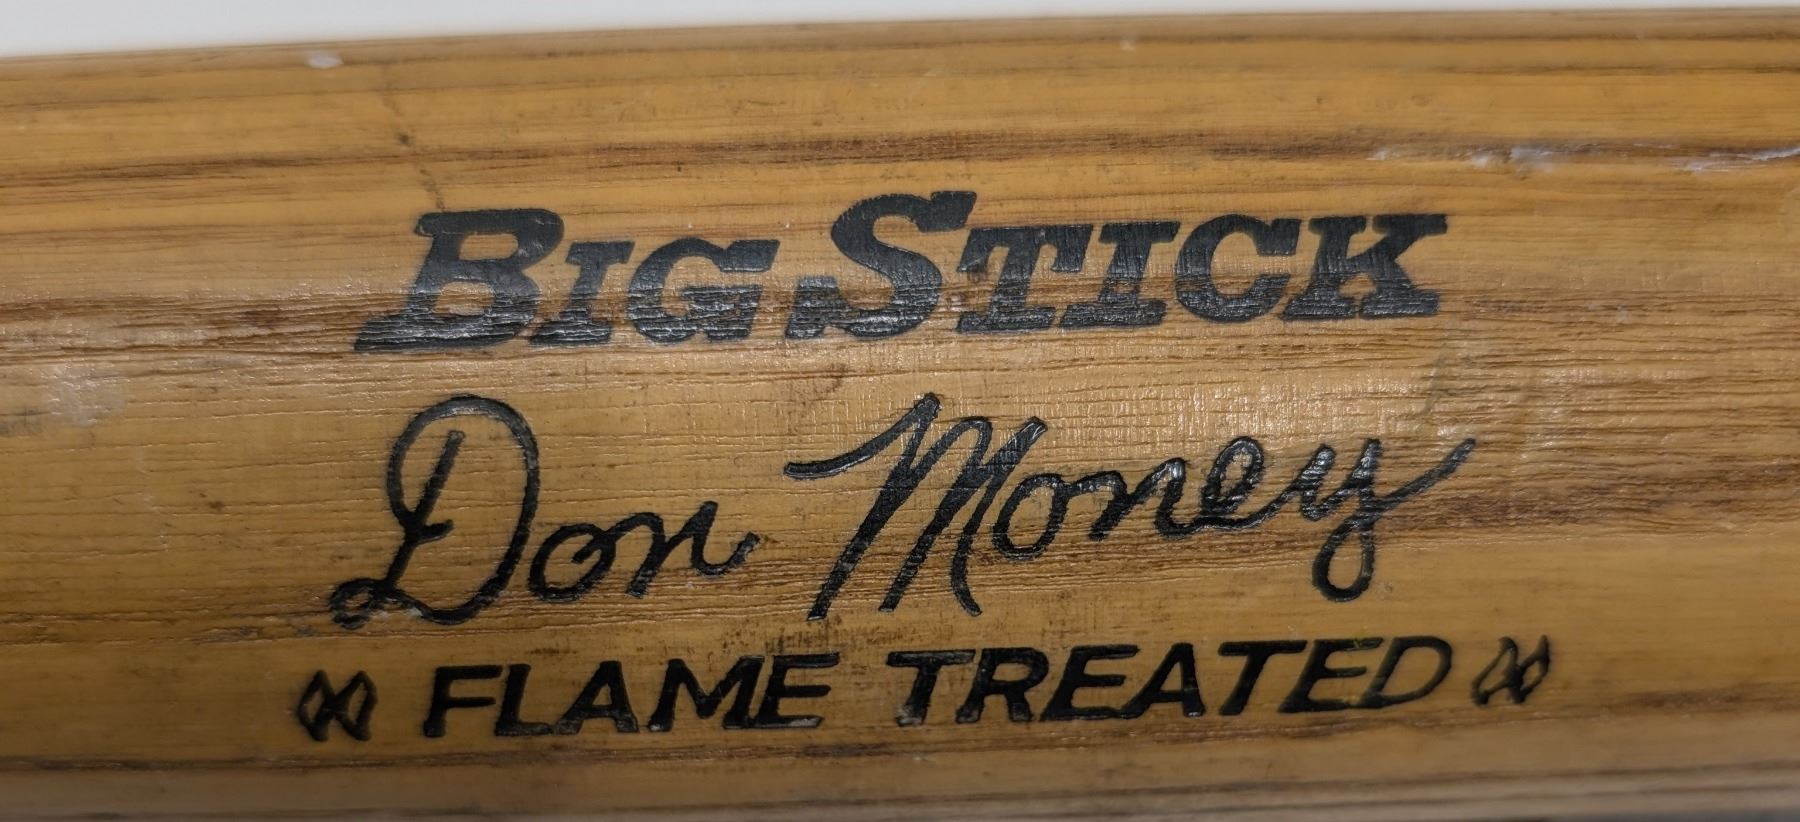 BIG STICK
Don Money
FLAME TREATED